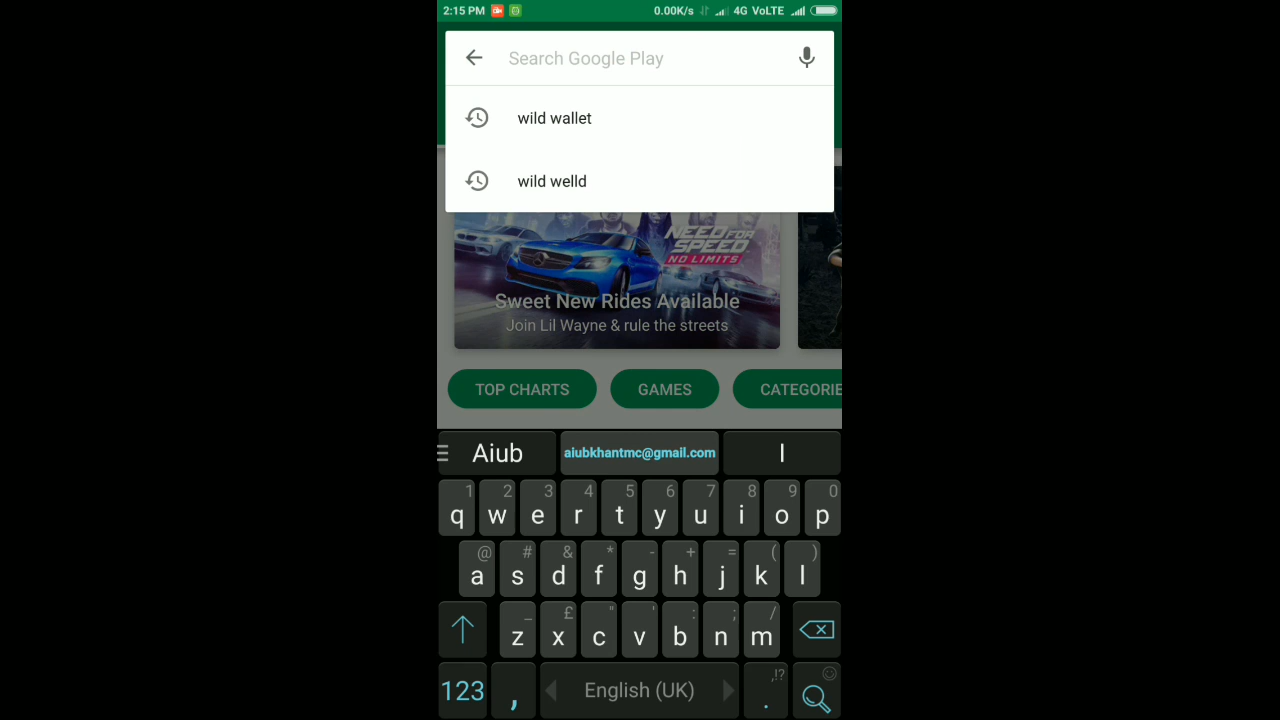 2:15 PM 0.00K/s 4G VoLTE
Search Google Play
wild wallet
wild welld
NEED FOR
SPEED
NO LIMITS
Sweet New Rides Available
Join Lil Wayne & rule the streets
TOP CHARTS GAMES CATEGORIE
Aiub aiubkhantmc@gmail.com I
1 2 3 4 5 6 7 8 9 0
q w e r t y u i o p
@ # & * - + = ( )
a s d f g h j k l
_ £ " ' : ; /
z x c v b n m
,!?
123 , English (UK) .